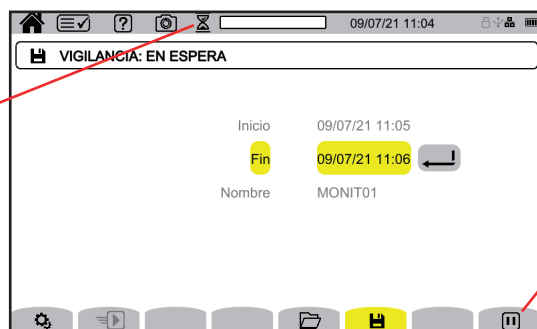 09/07/21 11:04
VIGILANCIA: EN ESPERA
Inicio 09/07/21 11:05
Fin 09/07/21 11:06
Nombre MONIT01